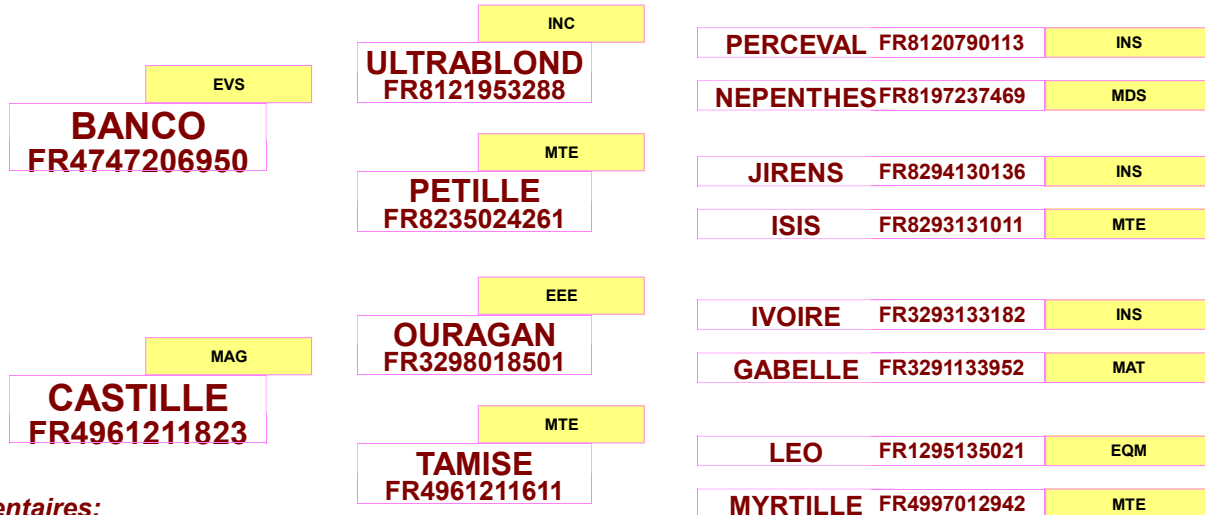 EVS
BANCO
FR4747206950
MAG
CASTILLE
FR4961211823
INC
ULTRABLOND
FR8121953288
MTE
PETILLE
FR8235024261
EEE
OURAGAN
FR3298018501
MTE
TAMISE
FR4961211611
PERCEVAL FR8120790113 INS
NEPENTHES FR8197237469 MDS
JIRENS FR8294130136 INS
ISIS FR8293131011 MTE
IVOIRE FR3293133182 INS
GABELLE FR3291133952 MAT
LEO FR1295135021 EQM
MYRTILLE FR4997012942 MTE
entaires: